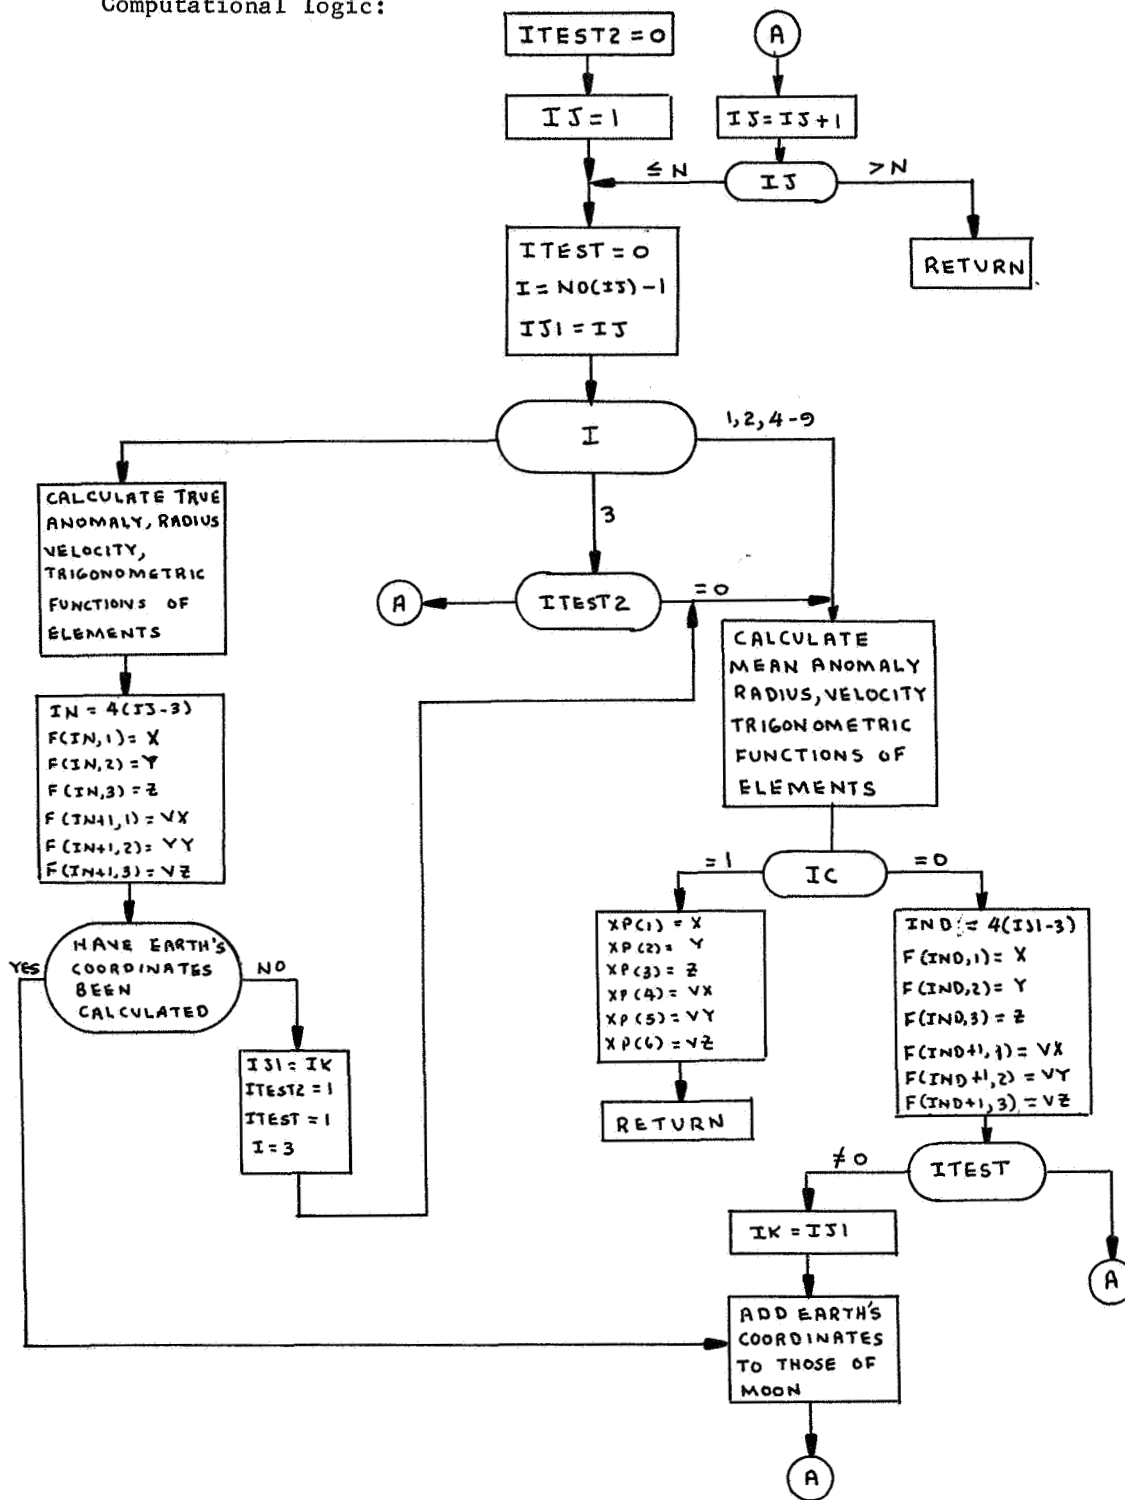 Computational logic:
ITEST2 = 0
A
IJ = 1
IJ = IJ + 1
≤ N
IJ
> N
RETURN
ITEST = 0
I = NO(IJ) - 1
IJ1 = IJ
I
1, 2, 4 - 9
3
CALCULATE TRUE
ANOMALY, RADIUS
VELOCITY,
TRIGONOMETRIC
FUNCTIONS OF
ELEMENTS
A
ITEST2
= 0
CALCULATE
MEAN ANOMALY
RADIUS, VELOCITY
TRIGONOMETRIC
FUNCTIONS OF
ELEMENTS
IN = 4(IJ-3)
F(IN,1) = X
F(IN,2) = Y
F(IN,3) = Z
F(IN+1,1) = VX
F(IN+1,2) = VY
F(IN+1,3) = VZ
= 1
IC
= 0
XP(1) = X
XP(2) = Y
XP(3) = Z
XP(4) = VX
XP(5) = VY
XP(6) = VZ
RETURN
IND = 4(IJ1-3)
F(IND,1) = X
F(IND,2) = Y
F(IND,3) = Z
F(IND+1,1) = VX
F(IND+1,2) = VY
F(IND+1,3) = VZ
YES
HAVE EARTH'S
COORDINATES
BEEN
CALCULATED
NO
IJ1 = IK
ITEST2 = 1
ITEST = 1
I = 3
≠ 0
ITEST
IK = IJ1
A
ADD EARTH'S
COORDINATES
TO THOSE OF
MOON
A